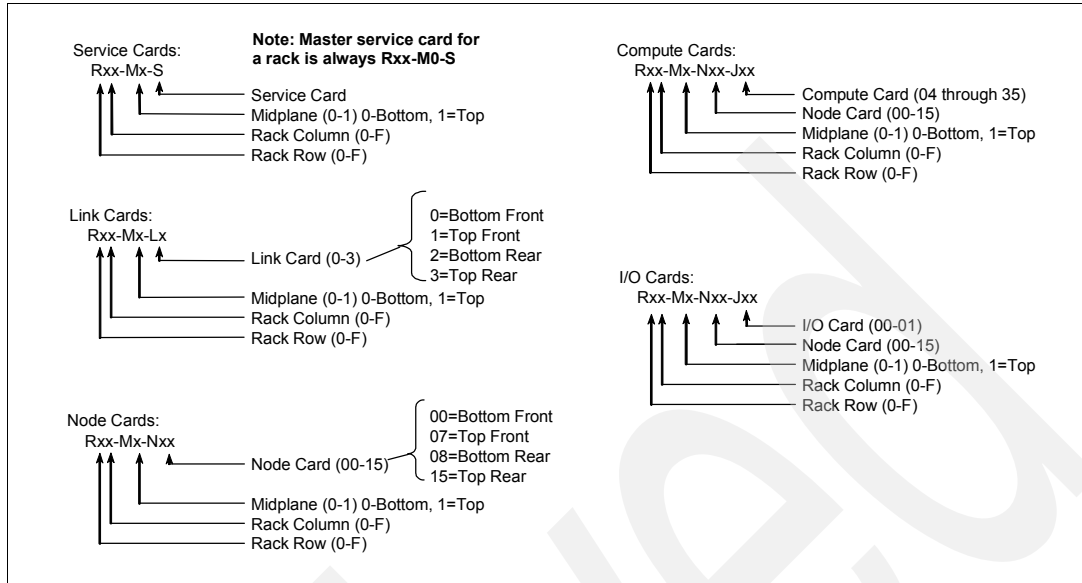 Service Cards:
Rxx-Mx-S
Note: Master service card for
a rack is always Rxx-M0-S
Service Card
Midplane (0-1) 0-Bottom, 1=Top
Rack Column (0-F)
Rack Row (0-F)
Link Cards:
Rxx-Mx-Lx
Link Card (0-3)
0=Bottom Front
1=Top Front
2=Bottom Rear
3=Top Rear
Midplane (0-1) 0-Bottom, 1=Top
Rack Column (0-F)
Rack Row (0-F)
Node Cards:
Rxx-Mx-Nxx
Node Card (00-15)
00=Bottom Front
07=Top Front
08=Bottom Rear
15=Top Rear
Midplane (0-1) 0-Bottom, 1=Top
Rack Column (0-F)
Rack Row (0-F)
Compute Cards:
Rxx-Mx-Nxx-Jxx
Compute Card (04 through 35)
Node Card (00-15)
Midplane (0-1) 0-Bottom, 1=Top
Rack Column (0-F)
Rack Row (0-F)
I/O Cards:
Rxx-Mx-Nxx-Jxx
I/O Card (00-01)
Node Card (00-15)
Midplane (0-1) 0-Bottom, 1=Top
Rack Column (0-F)
Rack Row (0-F)